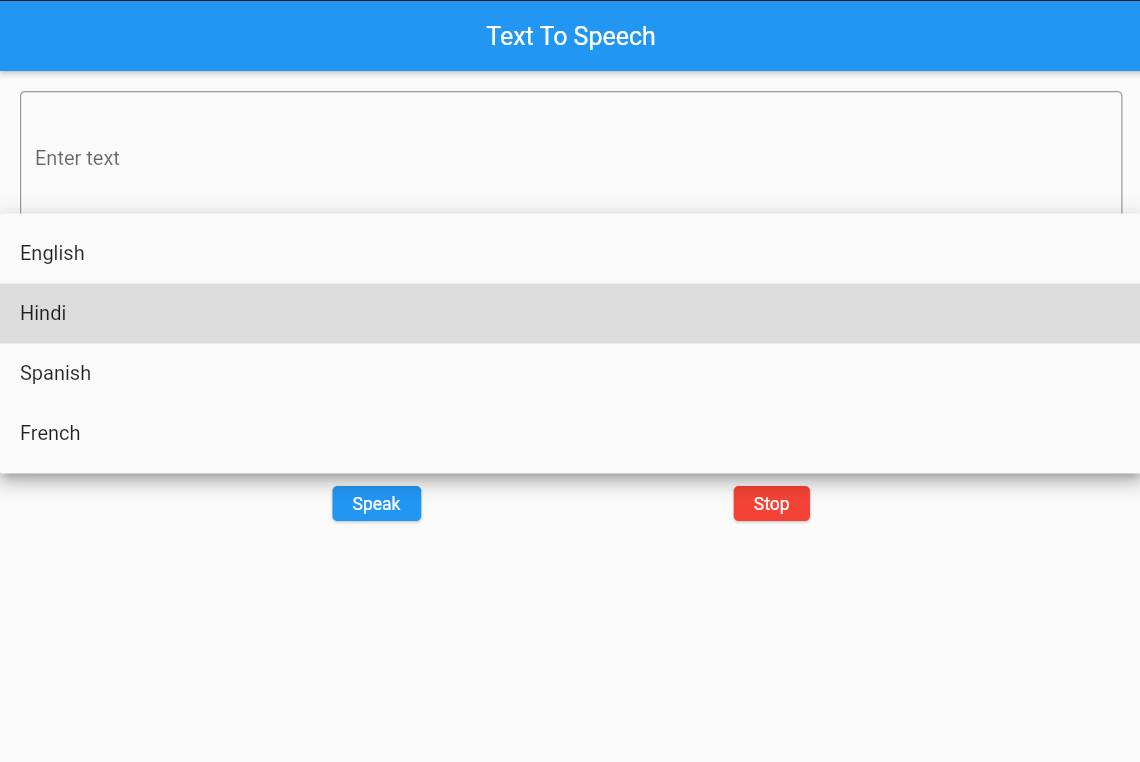 Text To Speech
Enter text
English
Hindi
Spanish
French
Speak
Stop